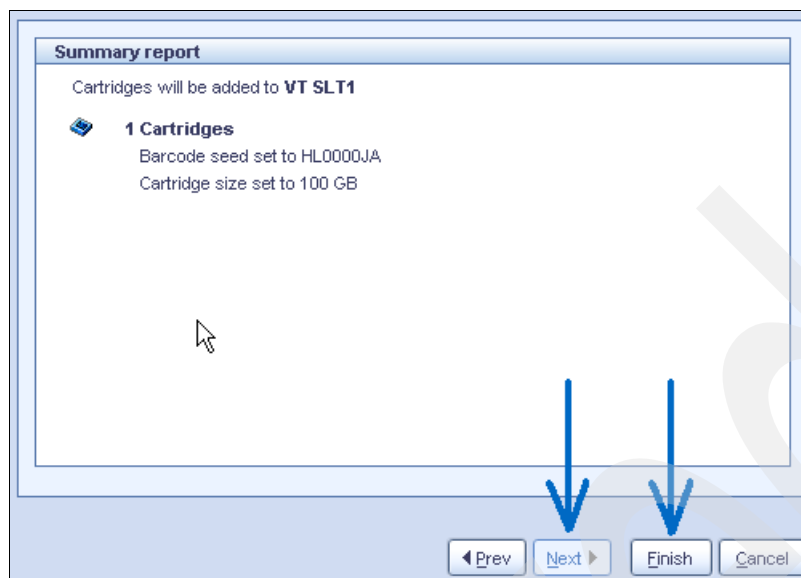 Summary report
Cartridges will be added to VT SLT1
1 Cartridges
Barcode seed set to HL0000JA
Cartridge size set to 100 GB
Prev Next Finish Cancel